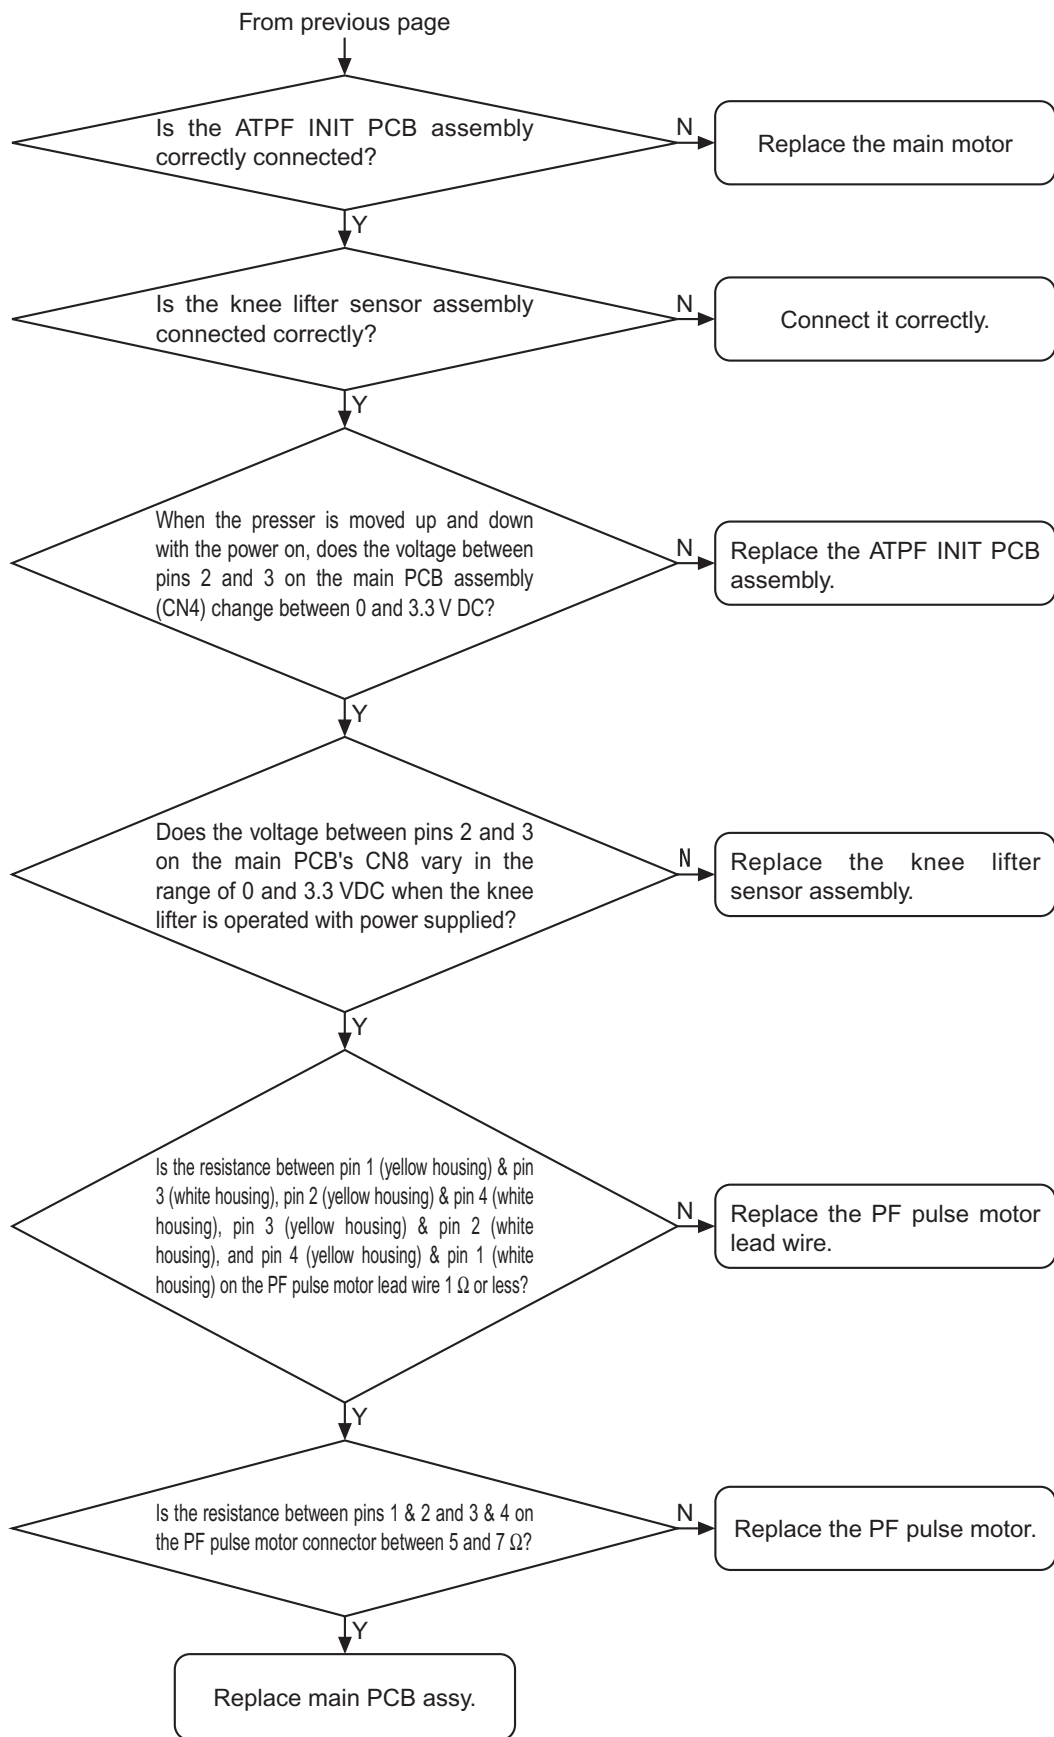 From previous page
Is the ATPF INIT PCB assembly
correctly connected?
N
Replace the main motor
Y
Is the knee lifter sensor assembly
connected correctly?
N
Connect it correctly.
Y
When the presser is moved up and down
with the power on, does the voltage between
pins 2 and 3 on the main PCB assembly
(CN4) change between 0 and 3.3 V DC?
N
Replace the ATPF INIT PCB
assembly.
Y
Does the voltage between pins 2 and 3
on the main PCB's CN8 vary in the
range of 0 and 3.3 VDC when the knee
lifter is operated with power supplied?
N
Replace the knee lifter
sensor assembly.
Y
Is the resistance between pin 1 (yellow housing) & pin
3 (white housing), pin 2 (yellow housing) & pin 4 (white
housing), pin 3 (yellow housing) & pin 2 (white
housing), and pin 4 (yellow housing) & pin 1 (white
housing) on the PF pulse motor lead wire 1 Ω or less?
N
Replace the PF pulse motor
lead wire.
Y
Is the resistance between pins 1 & 2 and 3 & 4 on
the PF pulse motor connector between 5 and 7 Ω?
N
Replace the PF pulse motor.
Y
Replace main PCB assy.